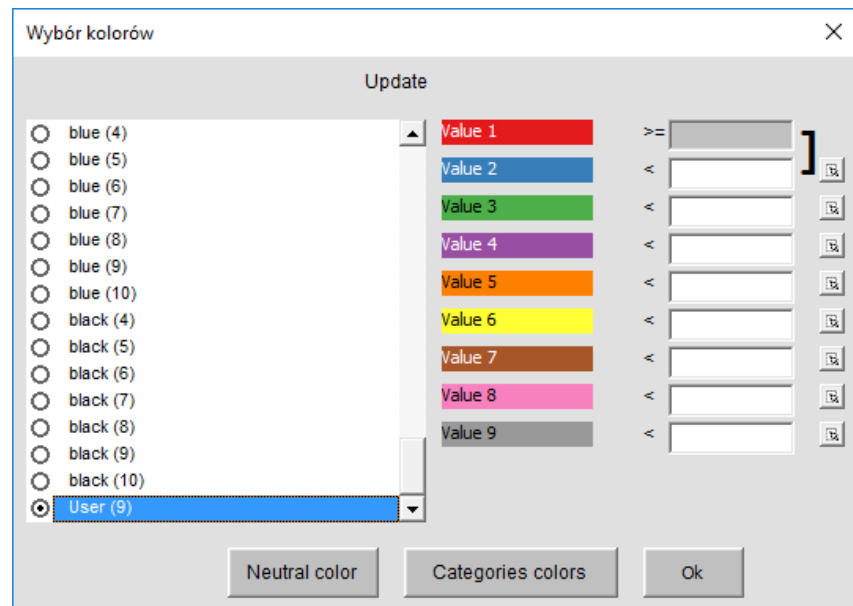 Wybór kolorów
Update
blue (4)
blue (5)
blue (6)
blue (7)
blue (8)
blue (9)
blue (10)
black (4)
black (5)
black (6)
black (7)
black (8)
black (9)
black (10)
User (9)
Value 1 >= ]
Value 2 <
Value 3 <
Value 4 <
Value 5 <
Value 6 <
Value 7 <
Value 8 <
Value 9 <
Neutral color Categories colors Ok